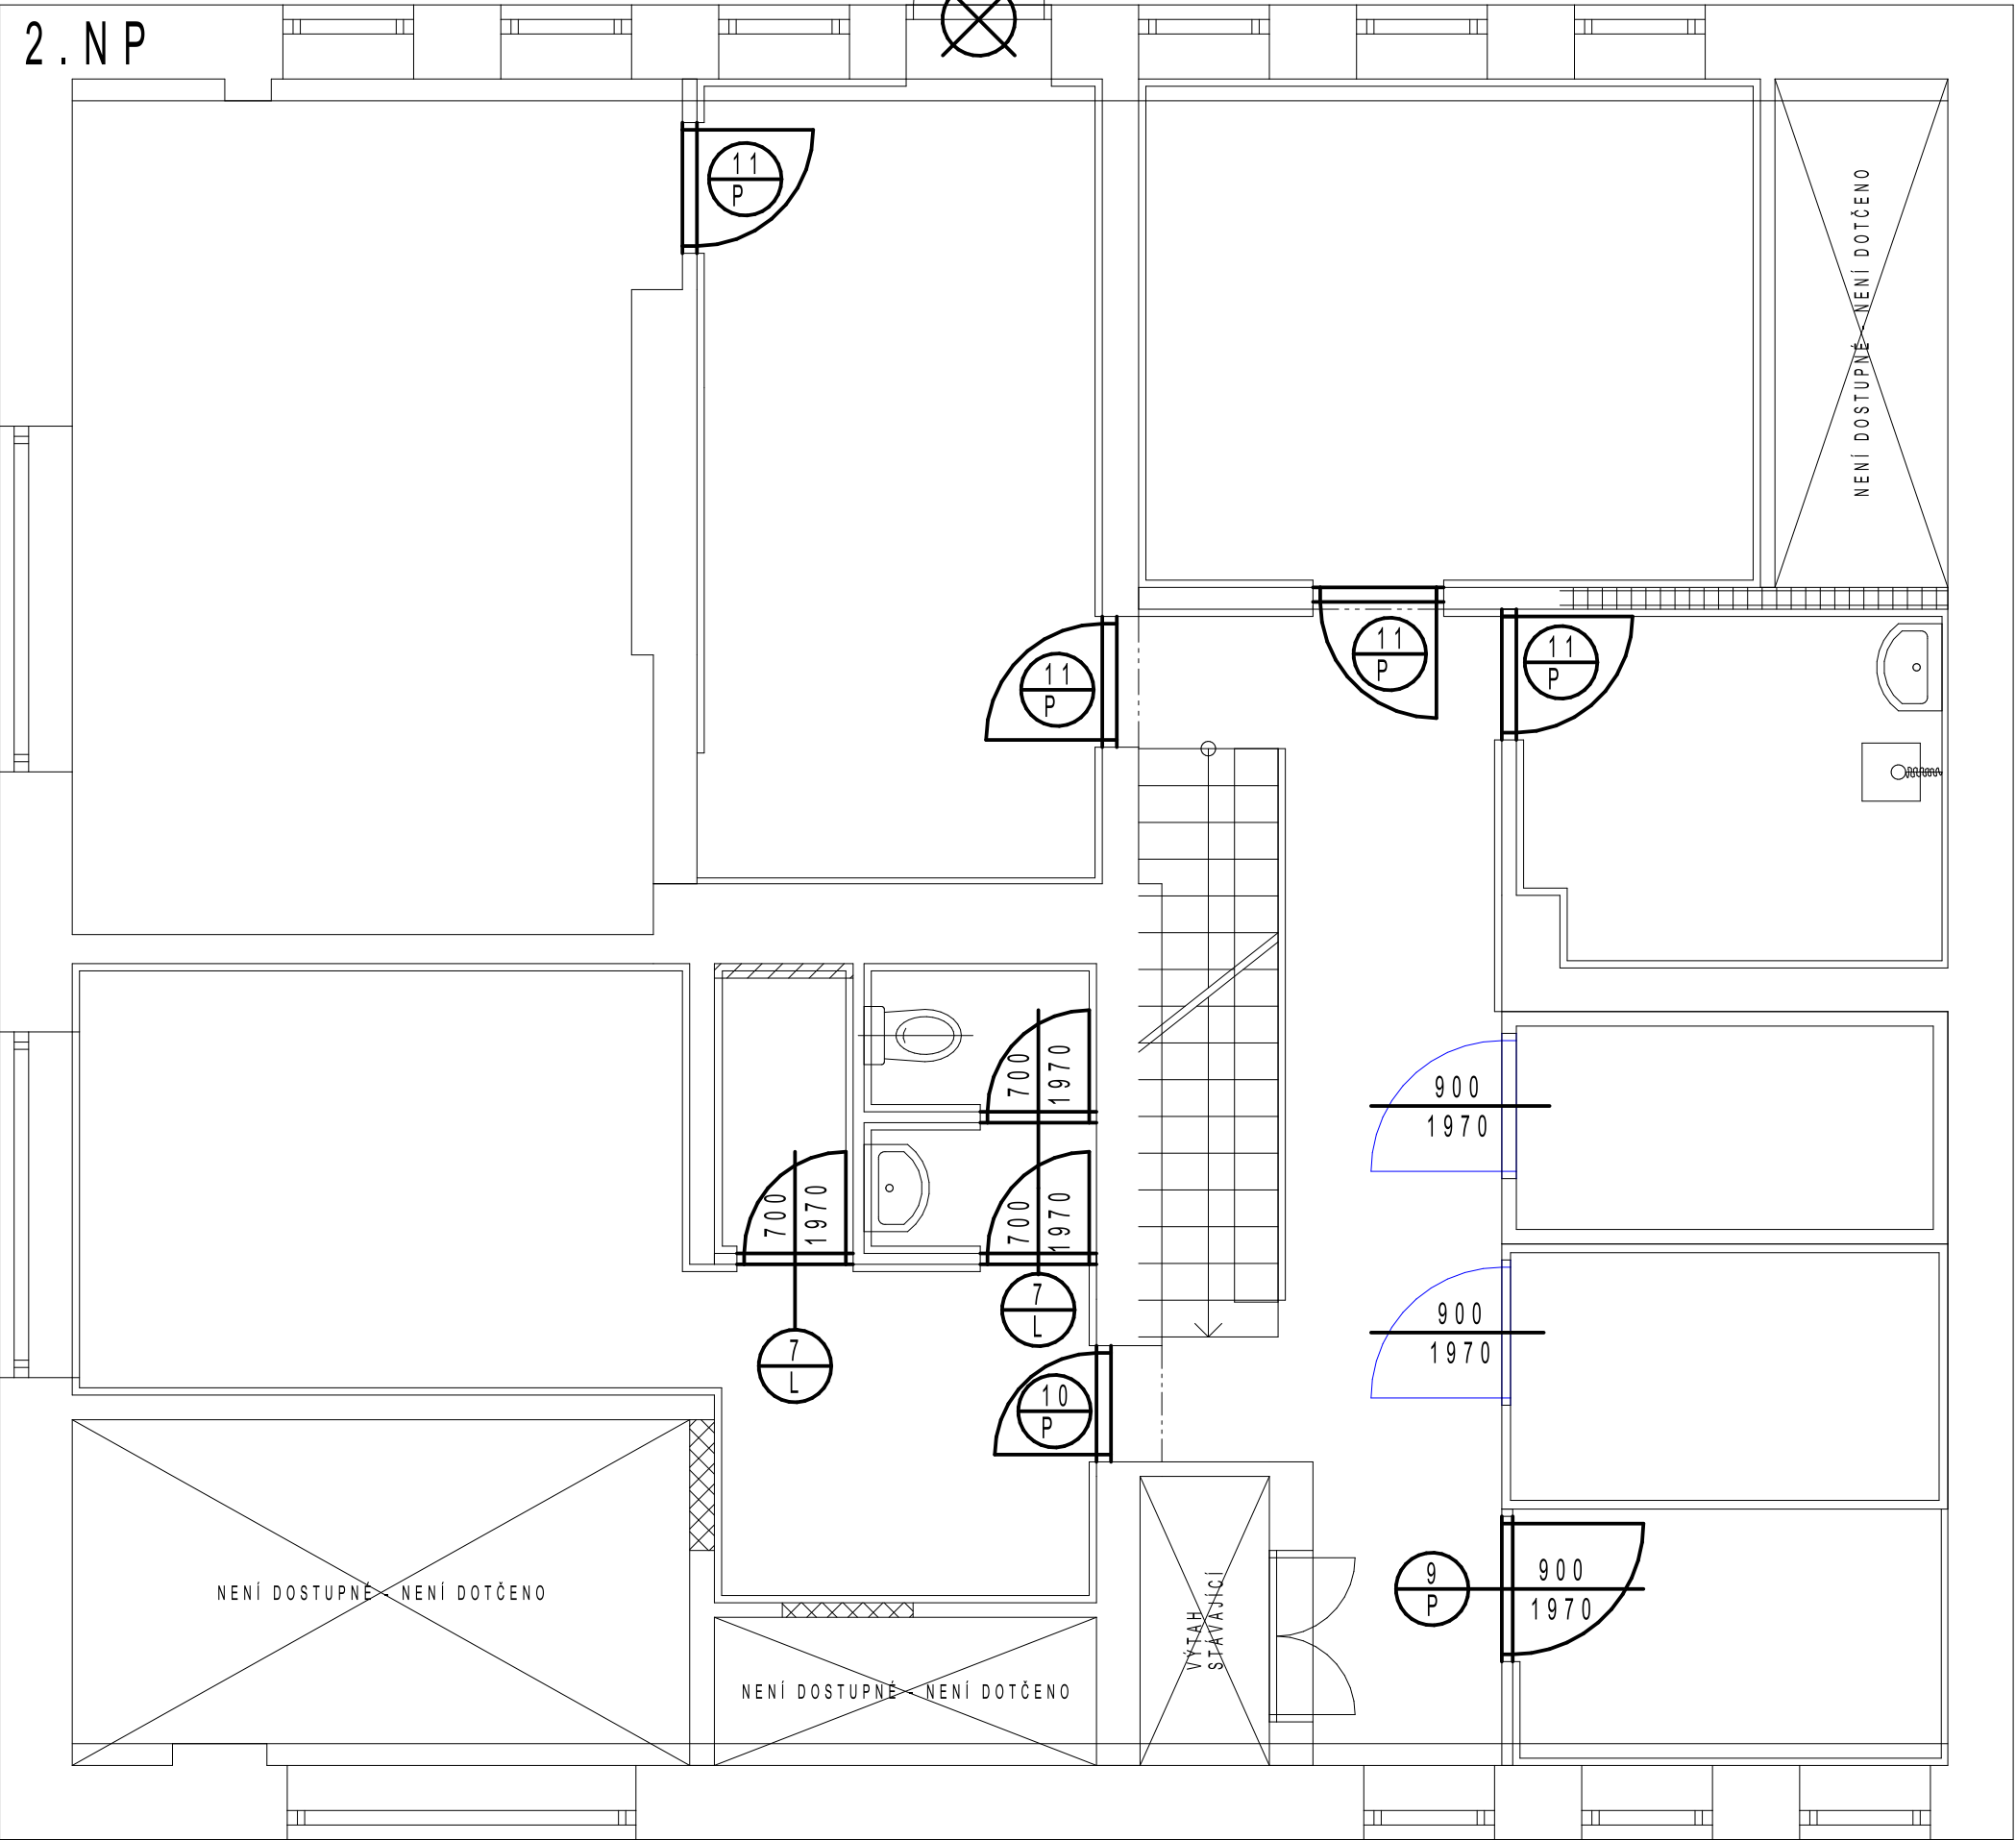 2.NP
11
P
NENÍ DOSTUPNÉ - NENÍ DOTČENO
11
P
11
P
11
P
700
1970
900
1970
700
1970
700
1970
7
L
7
L
900
1970
10
P
NENÍ DOSTUPNÉ - NENÍ DOTČENO
VÝTAH
STÁVAJÍCÍ
9
P
900
1970
NENÍ DOSTUPNÉ - NENÍ DOTČENO